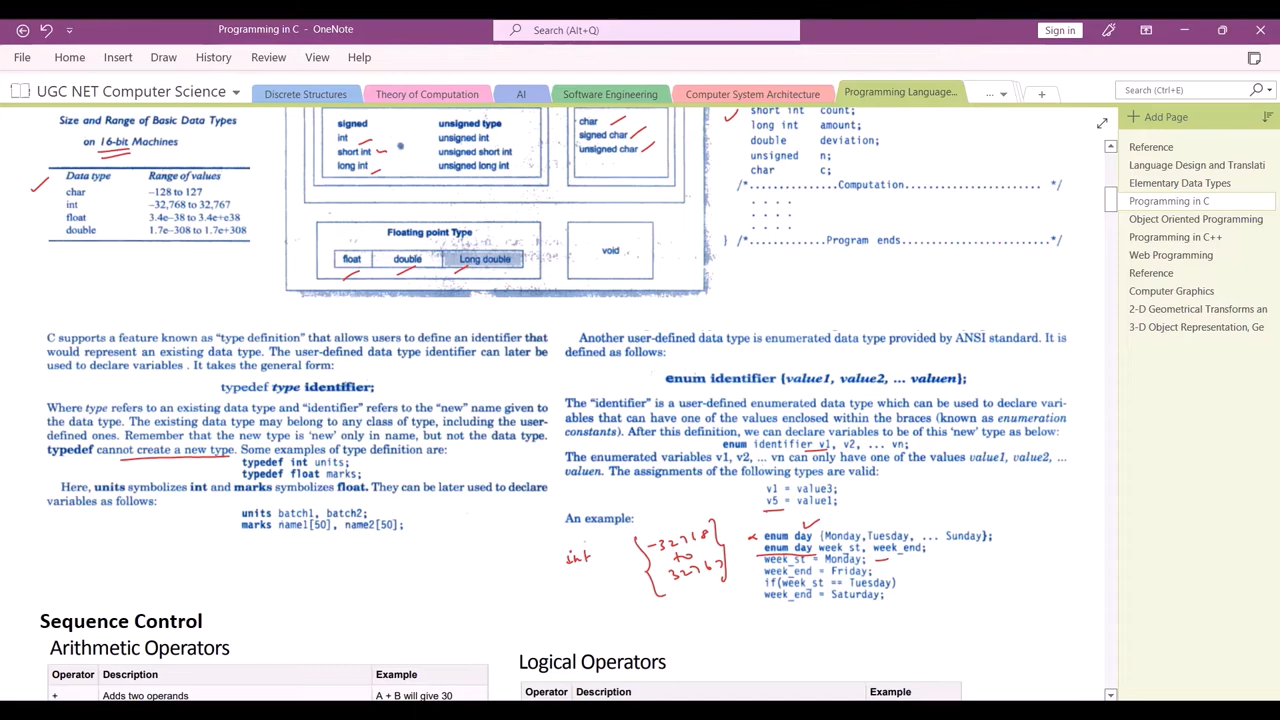 Programming in C - OneNote
Search (Alt+Q)
Sign in
File Home Insert Draw History Review View Help
UGC NET Computer Science
Discrete Structures
Theory of Computation
AI
Software Engineering
Computer System Architecture
Programming Language...
...
Search (Ctrl+E)
Add Page
Reference
Language Design and Translati
Elementary Data Types
Programming in C
Object Oriented Programming
Programming in C++
Web Programming
Reference
Computer Graphics
2-D Geometrical Transforms an
3-D Object Representation, Ge
Size and Range of Basic Data Types
on 16-bit Machines
Data type Range of values
char –128 to 127
int –32,768 to 32,767
float 3.4e–38 to 3.4e+e38
double 1.7e–308 to 1.7e+308
signed unsigned type
int unsigned int
short int unsigned short int
long int unsigned long int
char
signed char
unsigned char
Floating point Type
float double Long double
void
short int count;
long int amount;
double deviation;
unsigned n;
char c;
/*..............Computation....................... */
. . . .
. . . .
. . . .
} /*............Program ends.......................*/
C supports a feature known as “type definition” that allows users to define an identifier that
would represent an existing data type. The user-defined data type identifier can later be
used to declare variables . It takes the general form:
typedef type identifier;
Where type refers to an existing data type and “identifier” refers to the “new” name given to
the data type. The existing data type may belong to any class of type, including the user-
defined ones. Remember that the new type is ‘new’ only in name, but not the data type.
typedef cannot create a new type. Some examples of type definition are:
typedef int units;
typedef float marks;
Here, units symbolizes int and marks symbolizes float. They can be later used to declare
variables as follows:
units batch1, batch2;
marks name1[50], name2[50];
Another user-defined data type is enumerated data type provided by ANSI standard. It is
defined as follows:
enum identifier {value1, value2, ... valuen};
The “identifier” is a user-defined enumerated data type which can be used to declare vari-
ables that can have one of the values enclosed within the braces (known as enumeration
constants). After this definition, we can declare variables to be of this ‘new’ type as below:
enum identifier v1, v2, ... vn;
The enumerated variables v1, v2, ... vn can only have one of the values value1, value2, ...
valuen. The assignments of the following types are valid:
v1 = value3;
v5 = value1;
An example:
enum day {Monday,Tuesday, ... Sunday};
enum day week_st, week_end;
week_st = Monday;
week_end = Friday;
if(week_st == Tuesday)
week_end = Saturday;
int
-32768
to
32767
Sequence Control
Arithmetic Operators
Operator Description Example
+ Adds two operands A + B will give 30
Logical Operators
Operator Description Example